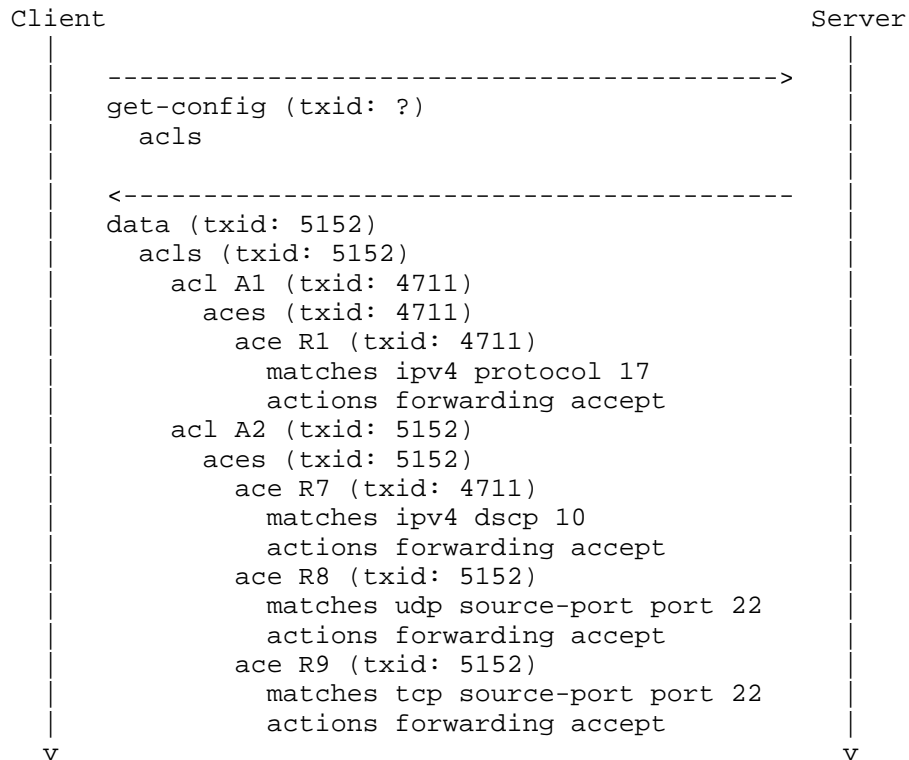 Client                                            Server
  |                                                 |
  |   ------------------------------------------>   |
  |   get-config (txid: ?)                          |
  |     acls                                        |
  |                                                 |
  |   <------------------------------------------   |
  |   data (txid: 5152)                             |
  |     acls (txid: 5152)                           |
  |       acl A1 (txid: 4711)                       |
  |         aces (txid: 4711)                       |
  |           ace R1 (txid: 4711)                   |
  |             matches ipv4 protocol 17            |
  |             actions forwarding accept           |
  |       acl A2 (txid: 5152)                       |
  |         aces (txid: 5152)                       |
  |           ace R7 (txid: 4711)                   |
  |             matches ipv4 dscp 10                |
  |             actions forwarding accept           |
  |           ace R8 (txid: 5152)                   |
  |             matches udp source-port port 22     |
  |             actions forwarding accept           |
  |           ace R9 (txid: 5152)                   |
  |             matches tcp source-port port 22     |
  |             actions forwarding accept           |
  v                                                 v